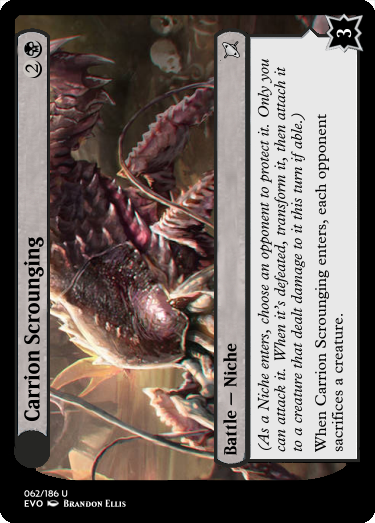 Carrion Scrounging
2
Battle — Niche
(As a Niche enters, choose an opponent to protect it. Only you
can attack it. When it's defeated, transform it, then attach it
to a creature that dealt damage to it this turn if able.)
When Carrion Scrounging enters, each opponent
sacrifices a creature.
3
062/186 U
EVO Brandon Ellis